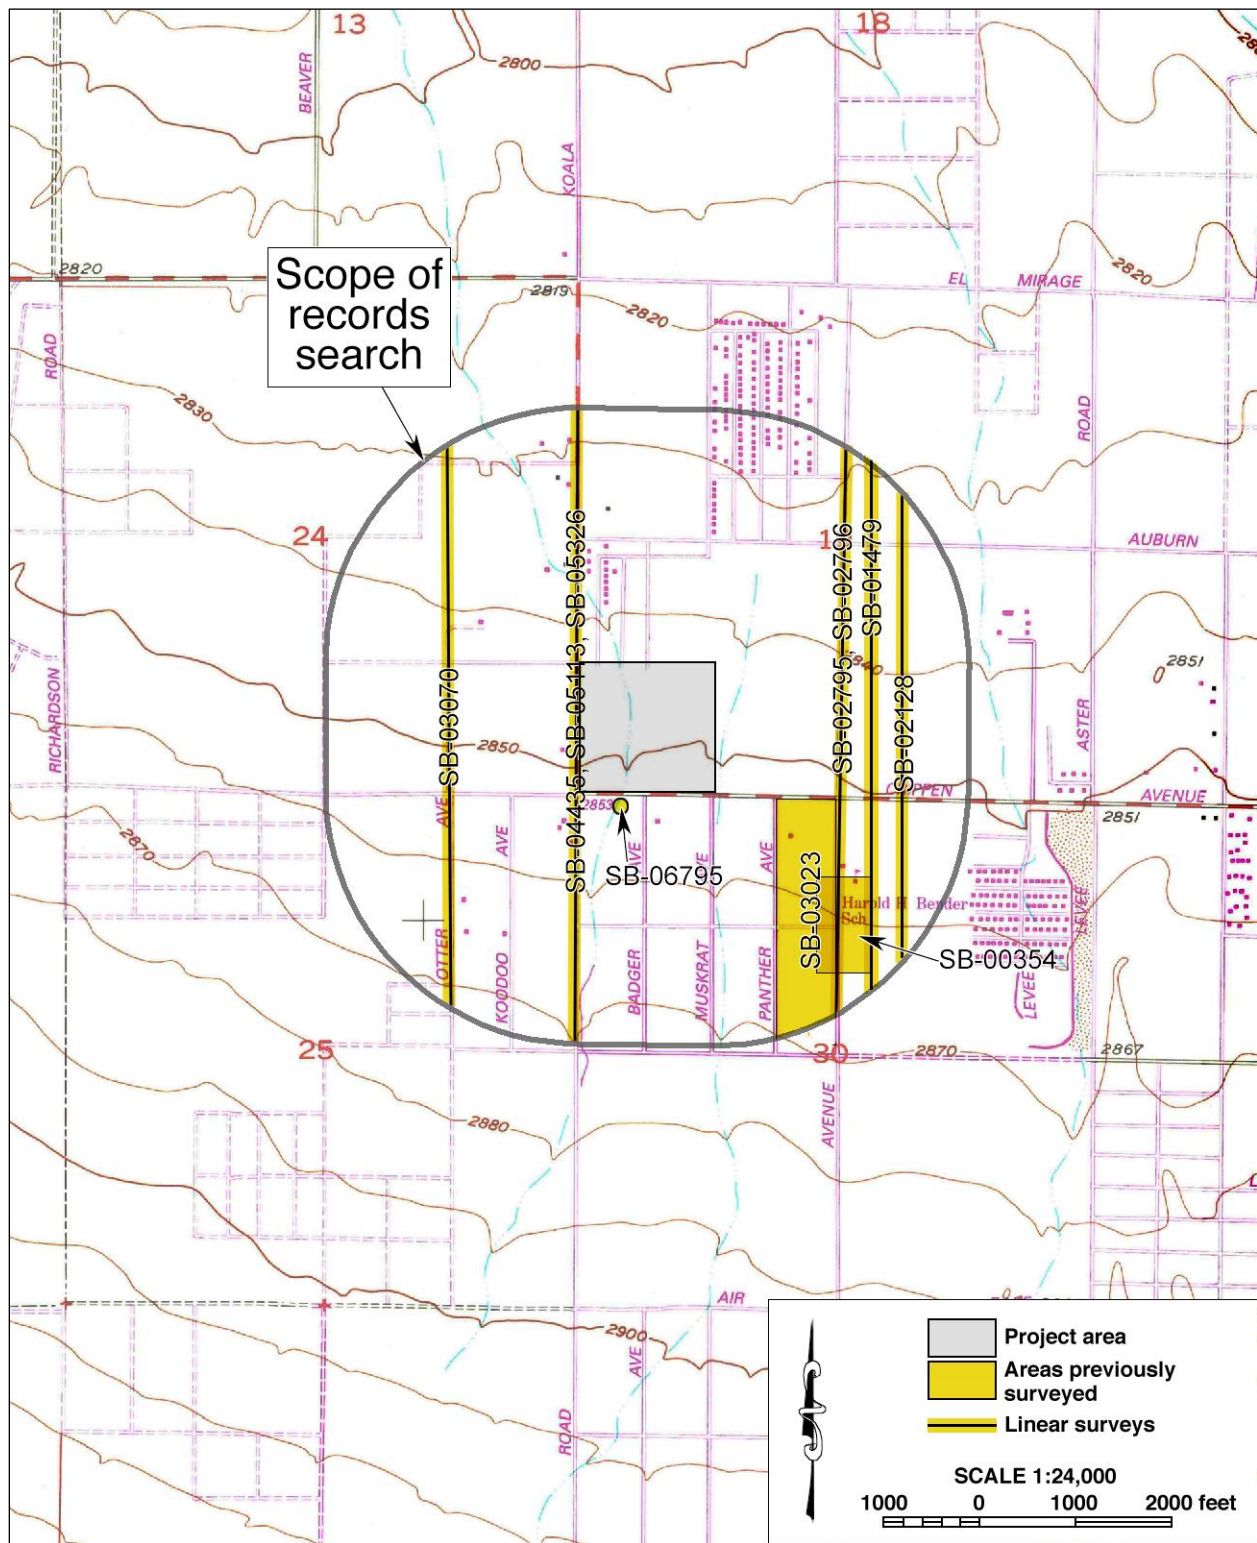 13
18
2800
BEAVER
KOALA
2820
2819
EL MIRAGE
2820
2820
Scope of
records
search
ROAD
ROAD
2830
24
AUBURN
SB-03070
SB-04435, SB-05113, SB-05326
SB-02795, SB-02796
SB-01479
SB-02128
2840
2851
RICHARDSON
ASTER
2850
2853
AVENUE
2851
2870
AVE
AVE
AVE
AVE
SB-06795
SB-03023
Harold H Bender
Sch
SB-00354
OTTER
KOODOO
BADGER
MUSKRAT
PANTHER
LEVEE
LEVEE
25
30
2870
2867
2880
AVENUE
AIR
2900
AVE
ROAD
Project area
Areas previously
surveyed
Linear surveys
SCALE 1:24,000
1000 0 1000 2000 feet